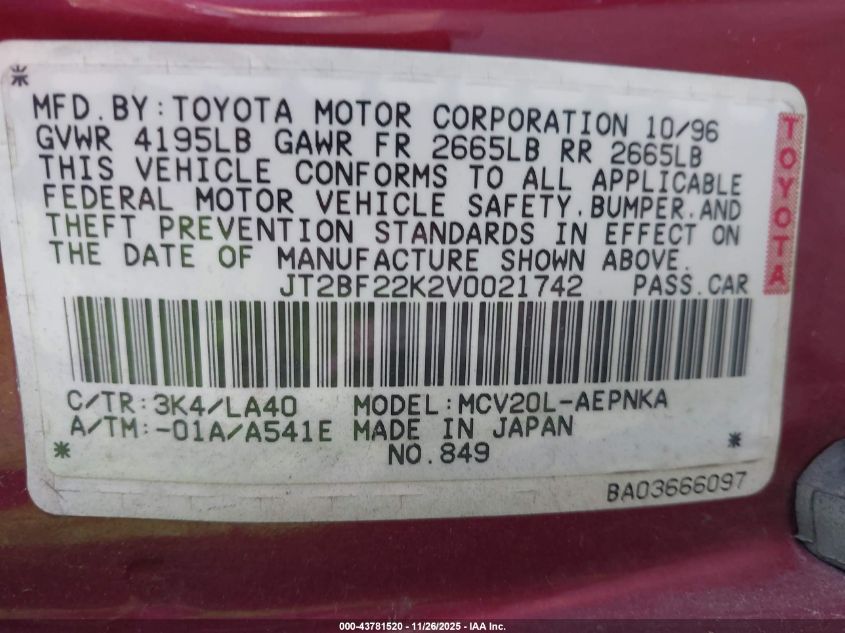 MFD. BY: TOYOTA MOTOR CORPORATION 10/96
GVWR 4195LB GAWR FR 2665LB RR 2665LB
THIS VEHICLE CONFORMS TO ALL APPLICABLE
FEDERAL MOTOR VEHICLE SAFETY, BUMPER, AND
THEFT PREVENTION STANDARDS IN EFFECT ON
THE DATE OF MANUFACTURE SHOWN ABOVE.
JT2BF22K2V0021742 PASS. CAR
TOYOTA
C/TR: 3K4/LA40 MODEL: MCV20L-AEPNKA
A/TM: -01A/A541E MADE IN JAPAN
NO. 849
BA03666097
000-43781520 - 11/26/2025 - IAA Inc.